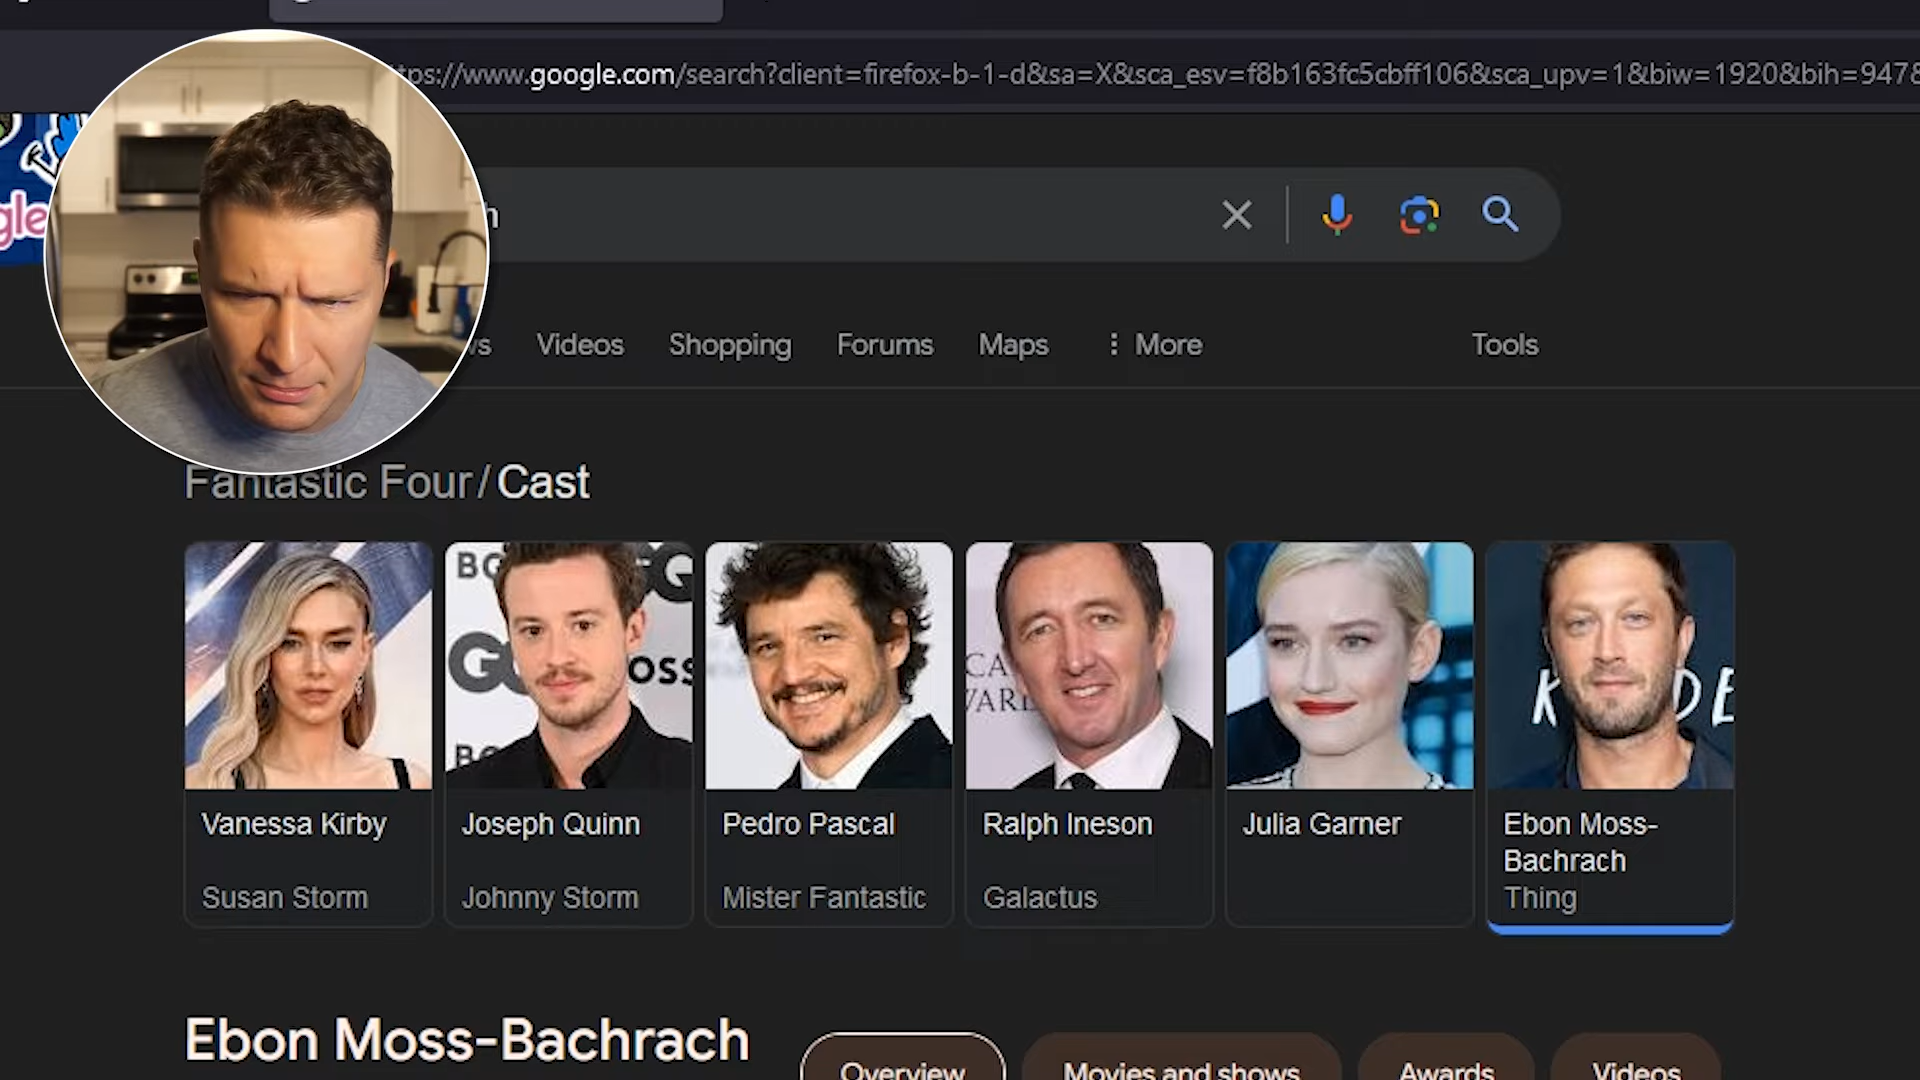 https://www.google.com/search?client=firefox-b-1-d&sa=X&sca_esv=f8b163fc5cbff106&sca_upv=1&biw=1920&bih=947&
gle
h
Videos Shopping Forums Maps More Tools
Fantastic Four/Cast
Vanessa Kirby
Susan Storm
Joseph Quinn
Johnny Storm
Pedro Pascal
Mister Fantastic
Ralph Ineson
Galactus
Julia Garner
Ebon Moss-
Bachrach
Thing
Ebon Moss-Bachrach
Overview Movies and shows Awards Videos